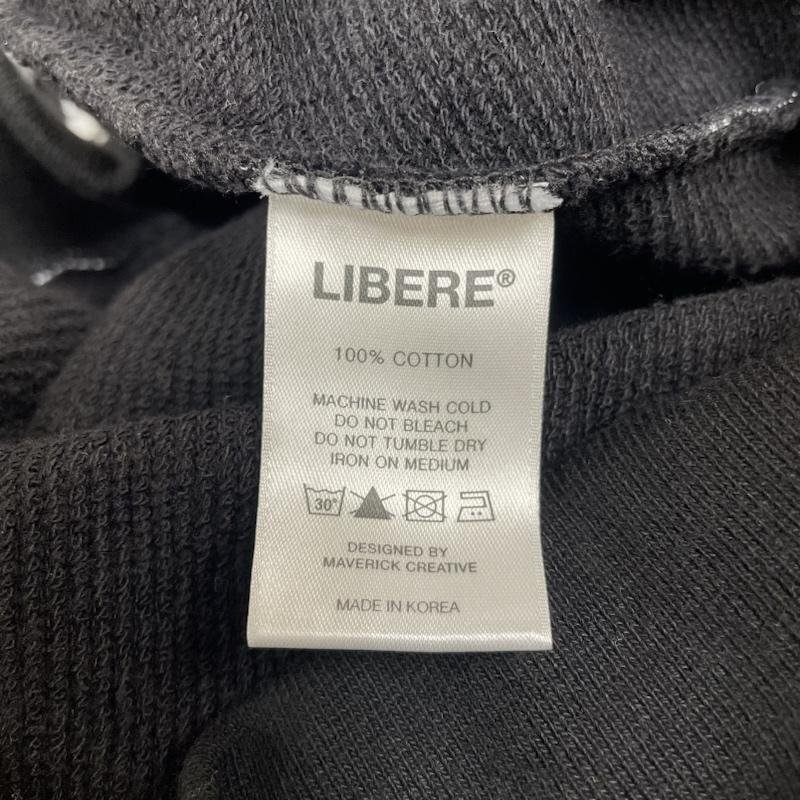 LIBERE®
100% COTTON
MACHINE WASH COLD
DO NOT BLEACH
DO NOT TUMBLE DRY
IRON ON MEDIUM
30°
DESIGNED BY
MAVERICK CREATIVE
MADE IN KOREA